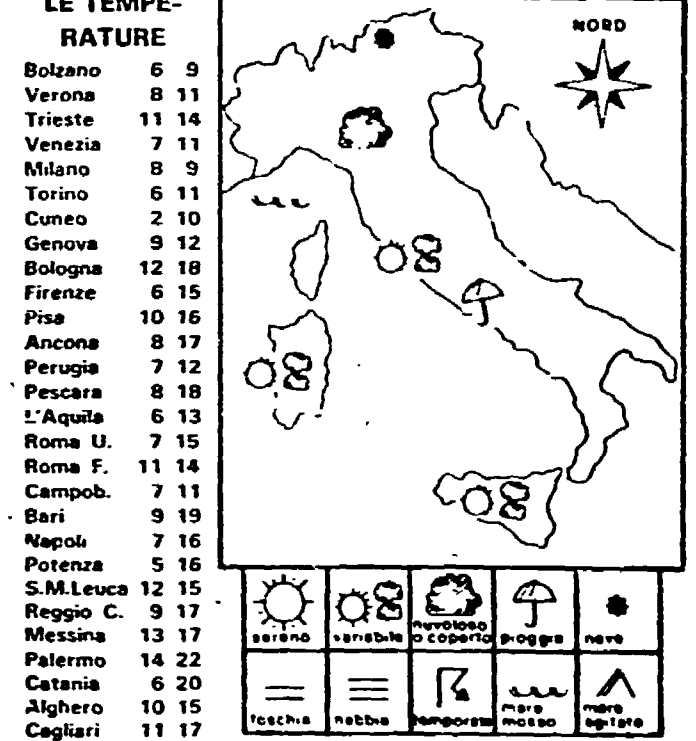 LE TEMPE-
RATURE
Bolzano 6 9
Verona 8 11
Trieste 11 14
Venezia 7 11
Milano 8 9
Torino 6 11
Cuneo 2 10
Genova 9 12
Bologna 12 18
Firenze 6 15
Pisa 10 16
Ancona 8 17
Perugia 7 12
Pescara 8 18
L'Aquila 6 13
Roma U. 7 15
Roma F. 11 14
Campob. 7 11
Bari 9 19
Napoli 7 16
Potenza 5 16
S.M.Leuca 12 15
Reggio C. 9 17
Messina 13 17
Palermo 14 22
Catania 6 20
Alghero 10 15
Cagliari 11 17
NORD
sereno
variabile
nuvoloso
o coperto
pioggia
neve
foschia
nebbia
temporale
mare
mosso
mare
agitato